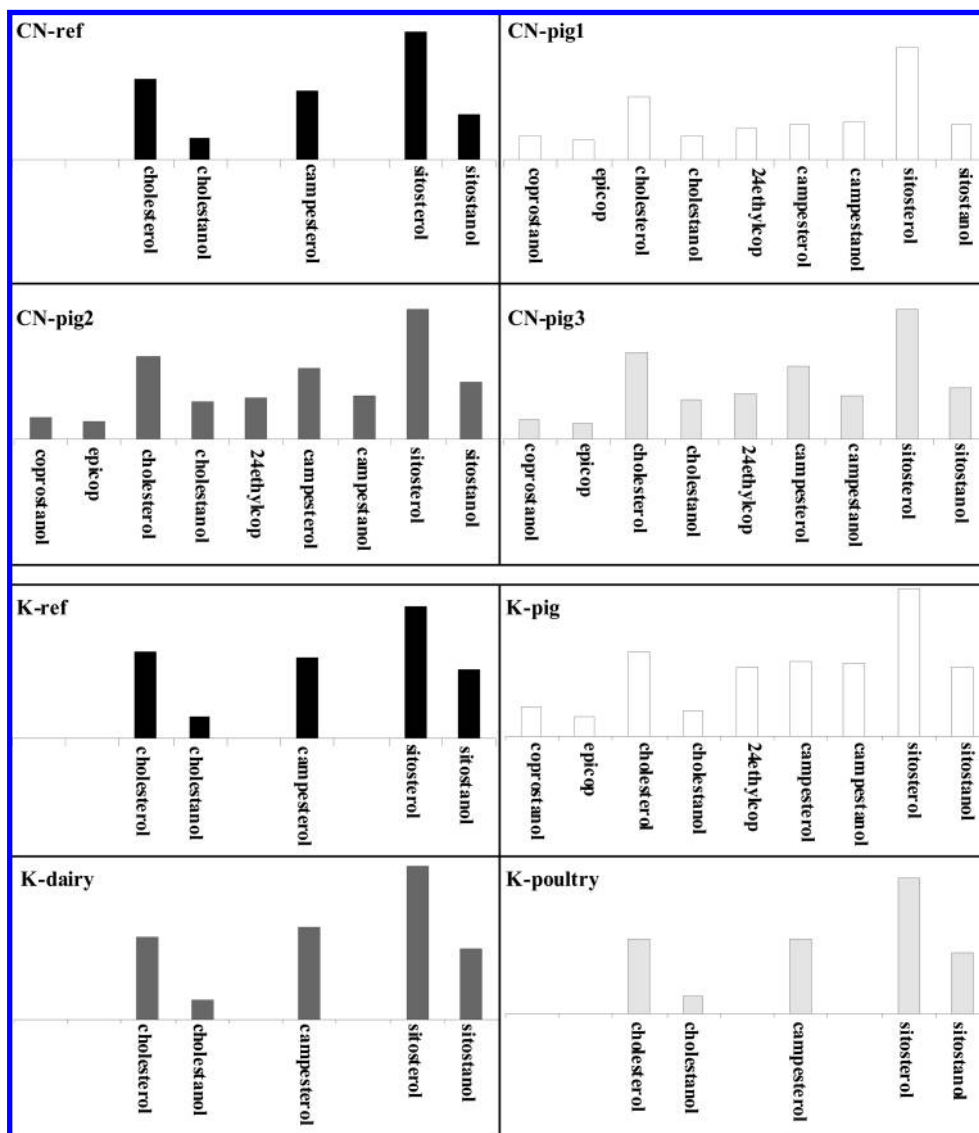 CN-ref
cholesterol
cholestanol
campesterol
sitosterol
sitostanol
CN-pig1
coprostanol
epicop
cholesterol
cholestanol
24ethylcop
campesterol
campestanol
sitosterol
sitostanol
CN-pig2
coprostanol
epicop
cholesterol
cholestanol
24ethylcop
campesterol
campestanol
sitosterol
sitostanol
CN-pig3
coprostanol
epicop
cholesterol
cholestanol
24ethylcop
campesterol
campestanol
sitosterol
sitostanol
K-ref
cholesterol
cholestanol
campesterol
sitosterol
sitostanol
K-pig
coprostanol
epicop
cholesterol
cholestanol
24ethylcop
campesterol
campestanol
sitosterol
sitostanol
K-dairy
cholesterol
cholestanol
campesterol
sitosterol
sitostanol
K-poultry
cholesterol
cholestanol
campesterol
sitosterol
sitostanol